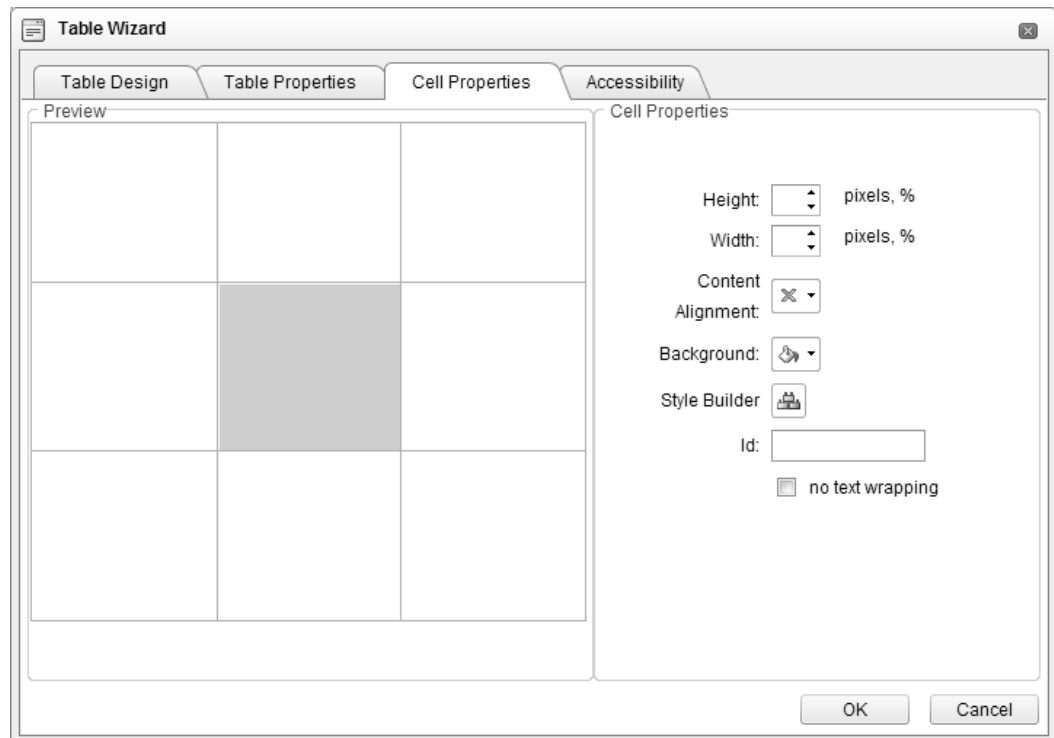 Table Wizard
Table Design
Table Properties
Cell Properties
Accessibility
Preview
Cell Properties
Height:
pixels, %
Width:
pixels, %
Content
Alignment:
Background:
Style Builder
Id:
no text wrapping
OK
Cancel